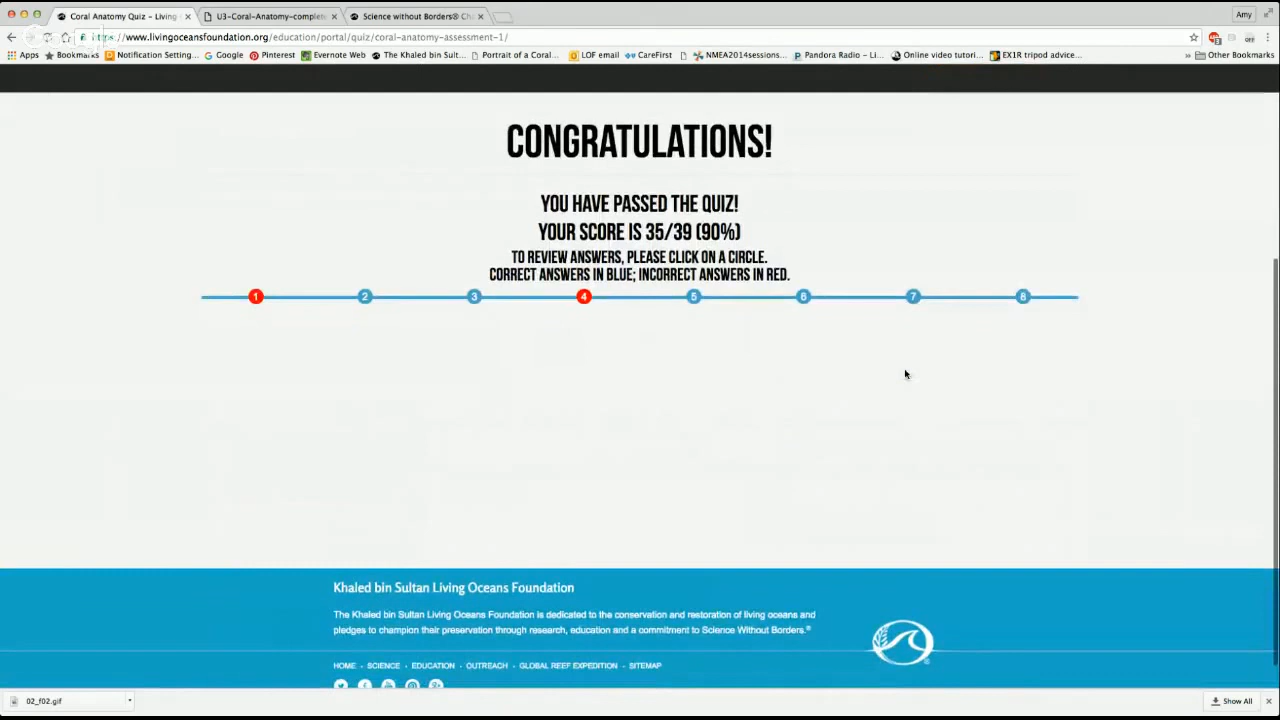 Coral Anatomy Quiz – Living
U3-Coral-Anatomy-complet
Science without Borders® Ch
Amy
https://www.livingoceansfoundation.org/education/portal/quiz/coral-anatomy-assessment-1/
Apps Bookmarks Notification Setting... Google Pinterest Evernote Web The Khaled bin Sult... Portrait of a Coral... LOF email CareFirst NMEA2014sessions... Pandora Radio – Li... Online video tutori... EX1R tripod advice... » Other Bookmarks
CONGRATULATIONS!
YOU HAVE PASSED THE QUIZ!
YOUR SCORE IS 35/39 (90%)
TO REVIEW ANSWERS, PLEASE CLICK ON A CIRCLE.
CORRECT ANSWERS IN BLUE; INCORRECT ANSWERS IN RED.
1 2 3 4 5 6 7 8
Khaled bin Sultan Living Oceans Foundation
The Khaled bin Sultan Living Oceans Foundation is dedicated to the conservation and restoration of living oceans and
pledges to champion their preservation through research, education and a commitment to Science Without Borders.®
HOME • SCIENCE • EDUCATION • OUTREACH • GLOBAL REEF EXPEDITION • SITEMAP
02_f02.gif
Show All